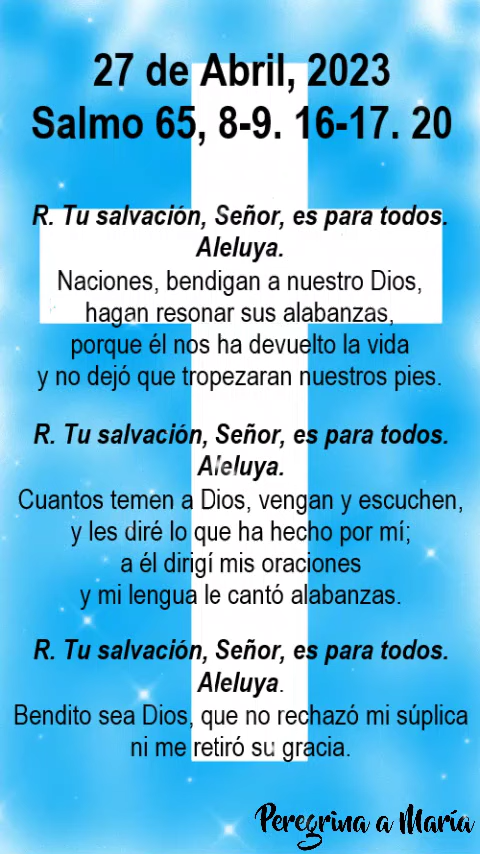 27 de Abril, 2023
Salmo 65, 8-9. 16-17. 20
R. Tu salvación, Señor, es para todos.
Aleluya.
Naciones, bendigan a nuestro Dios,
hagan resonar sus alabanzas,
porque él nos ha devuelto la vida
y no dejó que tropezaran nuestros pies.
R. Tu salvación, Señor, es para todos.
Aleluya.
Cuantos temen a Dios, vengan y escuchen,
y les diré lo que ha hecho por mí;
a él dirigí mis oraciones
y mi lengua le cantó alabanzas.
R. Tu salvación, Señor, es para todos.
Aleluya.
Bendito sea Dios, que no rechazó mi súplica
ni me retiró su gracia.
Peregrina a María